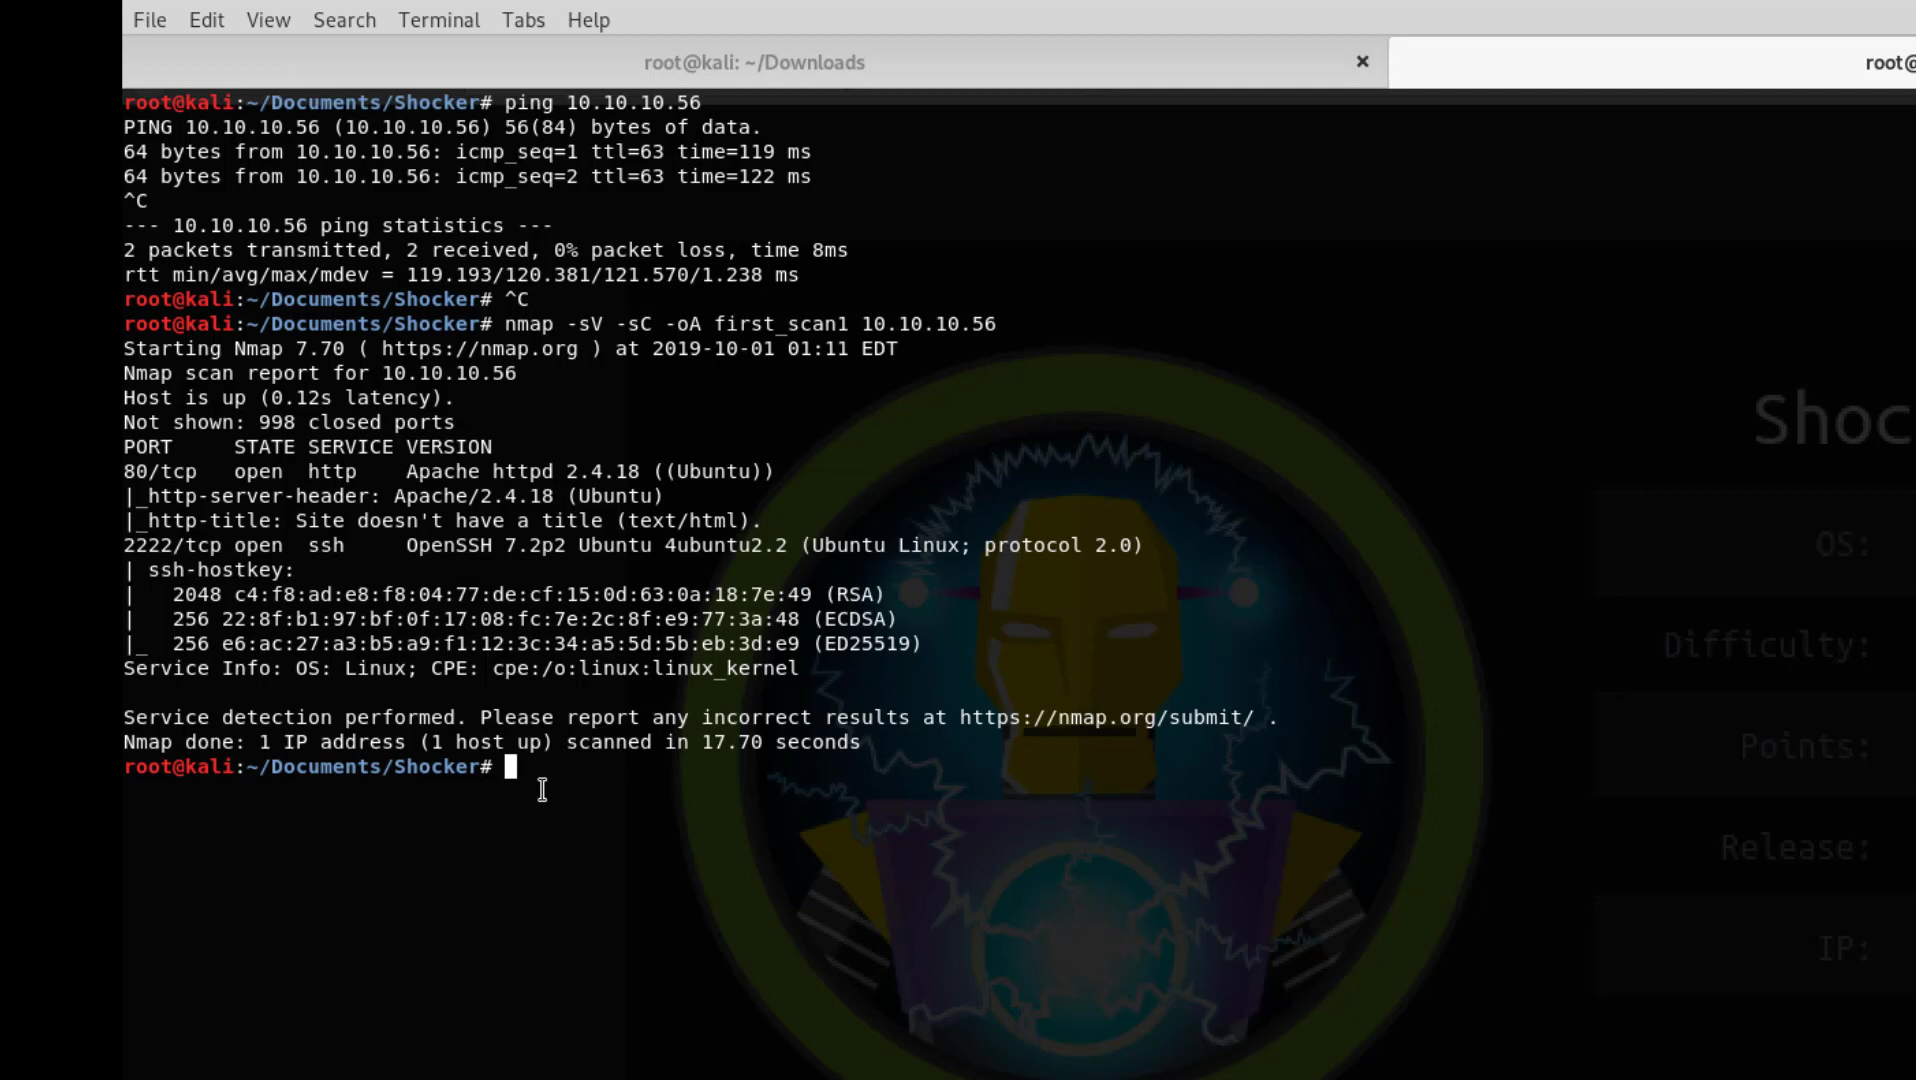 File Edit View Search Terminal Tabs Help
root@kali: ~/Downloads × root@
root@kali:~/Documents/Shocker# ping 10.10.10.56
PING 10.10.10.56 (10.10.10.56) 56(84) bytes of data.
64 bytes from 10.10.10.56: icmp_seq=1 ttl=63 time=119 ms
64 bytes from 10.10.10.56: icmp_seq=2 ttl=63 time=122 ms
^C
--- 10.10.10.56 ping statistics ---
2 packets transmitted, 2 received, 0% packet loss, time 8ms
rtt min/avg/max/mdev = 119.193/120.381/121.570/1.238 ms
root@kali:~/Documents/Shocker# ^C
root@kali:~/Documents/Shocker# nmap -sV -sC -oA first_scan1 10.10.10.56
Starting Nmap 7.70 ( https://nmap.org ) at 2019-10-01 01:11 EDT
Nmap scan report for 10.10.10.56
Host is up (0.12s latency).
Not shown: 998 closed ports
PORT     STATE SERVICE VERSION
80/tcp   open  http    Apache httpd 2.4.18 ((Ubuntu))
|_http-server-header: Apache/2.4.18 (Ubuntu)
|_http-title: Site doesn't have a title (text/html).
2222/tcp open  ssh     OpenSSH 7.2p2 Ubuntu 4ubuntu2.2 (Ubuntu Linux; protocol 2.0)
| ssh-hostkey:
|   2048 c4:f8:ad:e8:f8:04:77:de:cf:15:0d:63:0a:18:7e:49 (RSA)
|   256 22:8f:b1:97:bf:0f:17:08:fc:7e:2c:8f:e9:77:3a:48 (ECDSA)
|_  256 e6:ac:27:a3:b5:a9:f1:12:3c:34:a5:5d:5b:eb:3d:e9 (ED25519)
Service Info: OS: Linux; CPE: cpe:/o:linux:linux_kernel
Service detection performed. Please report any incorrect results at https://nmap.org/submit/ .
Nmap done: 1 IP address (1 host up) scanned in 17.70 seconds
root@kali:~/Documents/Shocker#
Shoc
OS:
Difficulty:
Points:
Release:
IP: